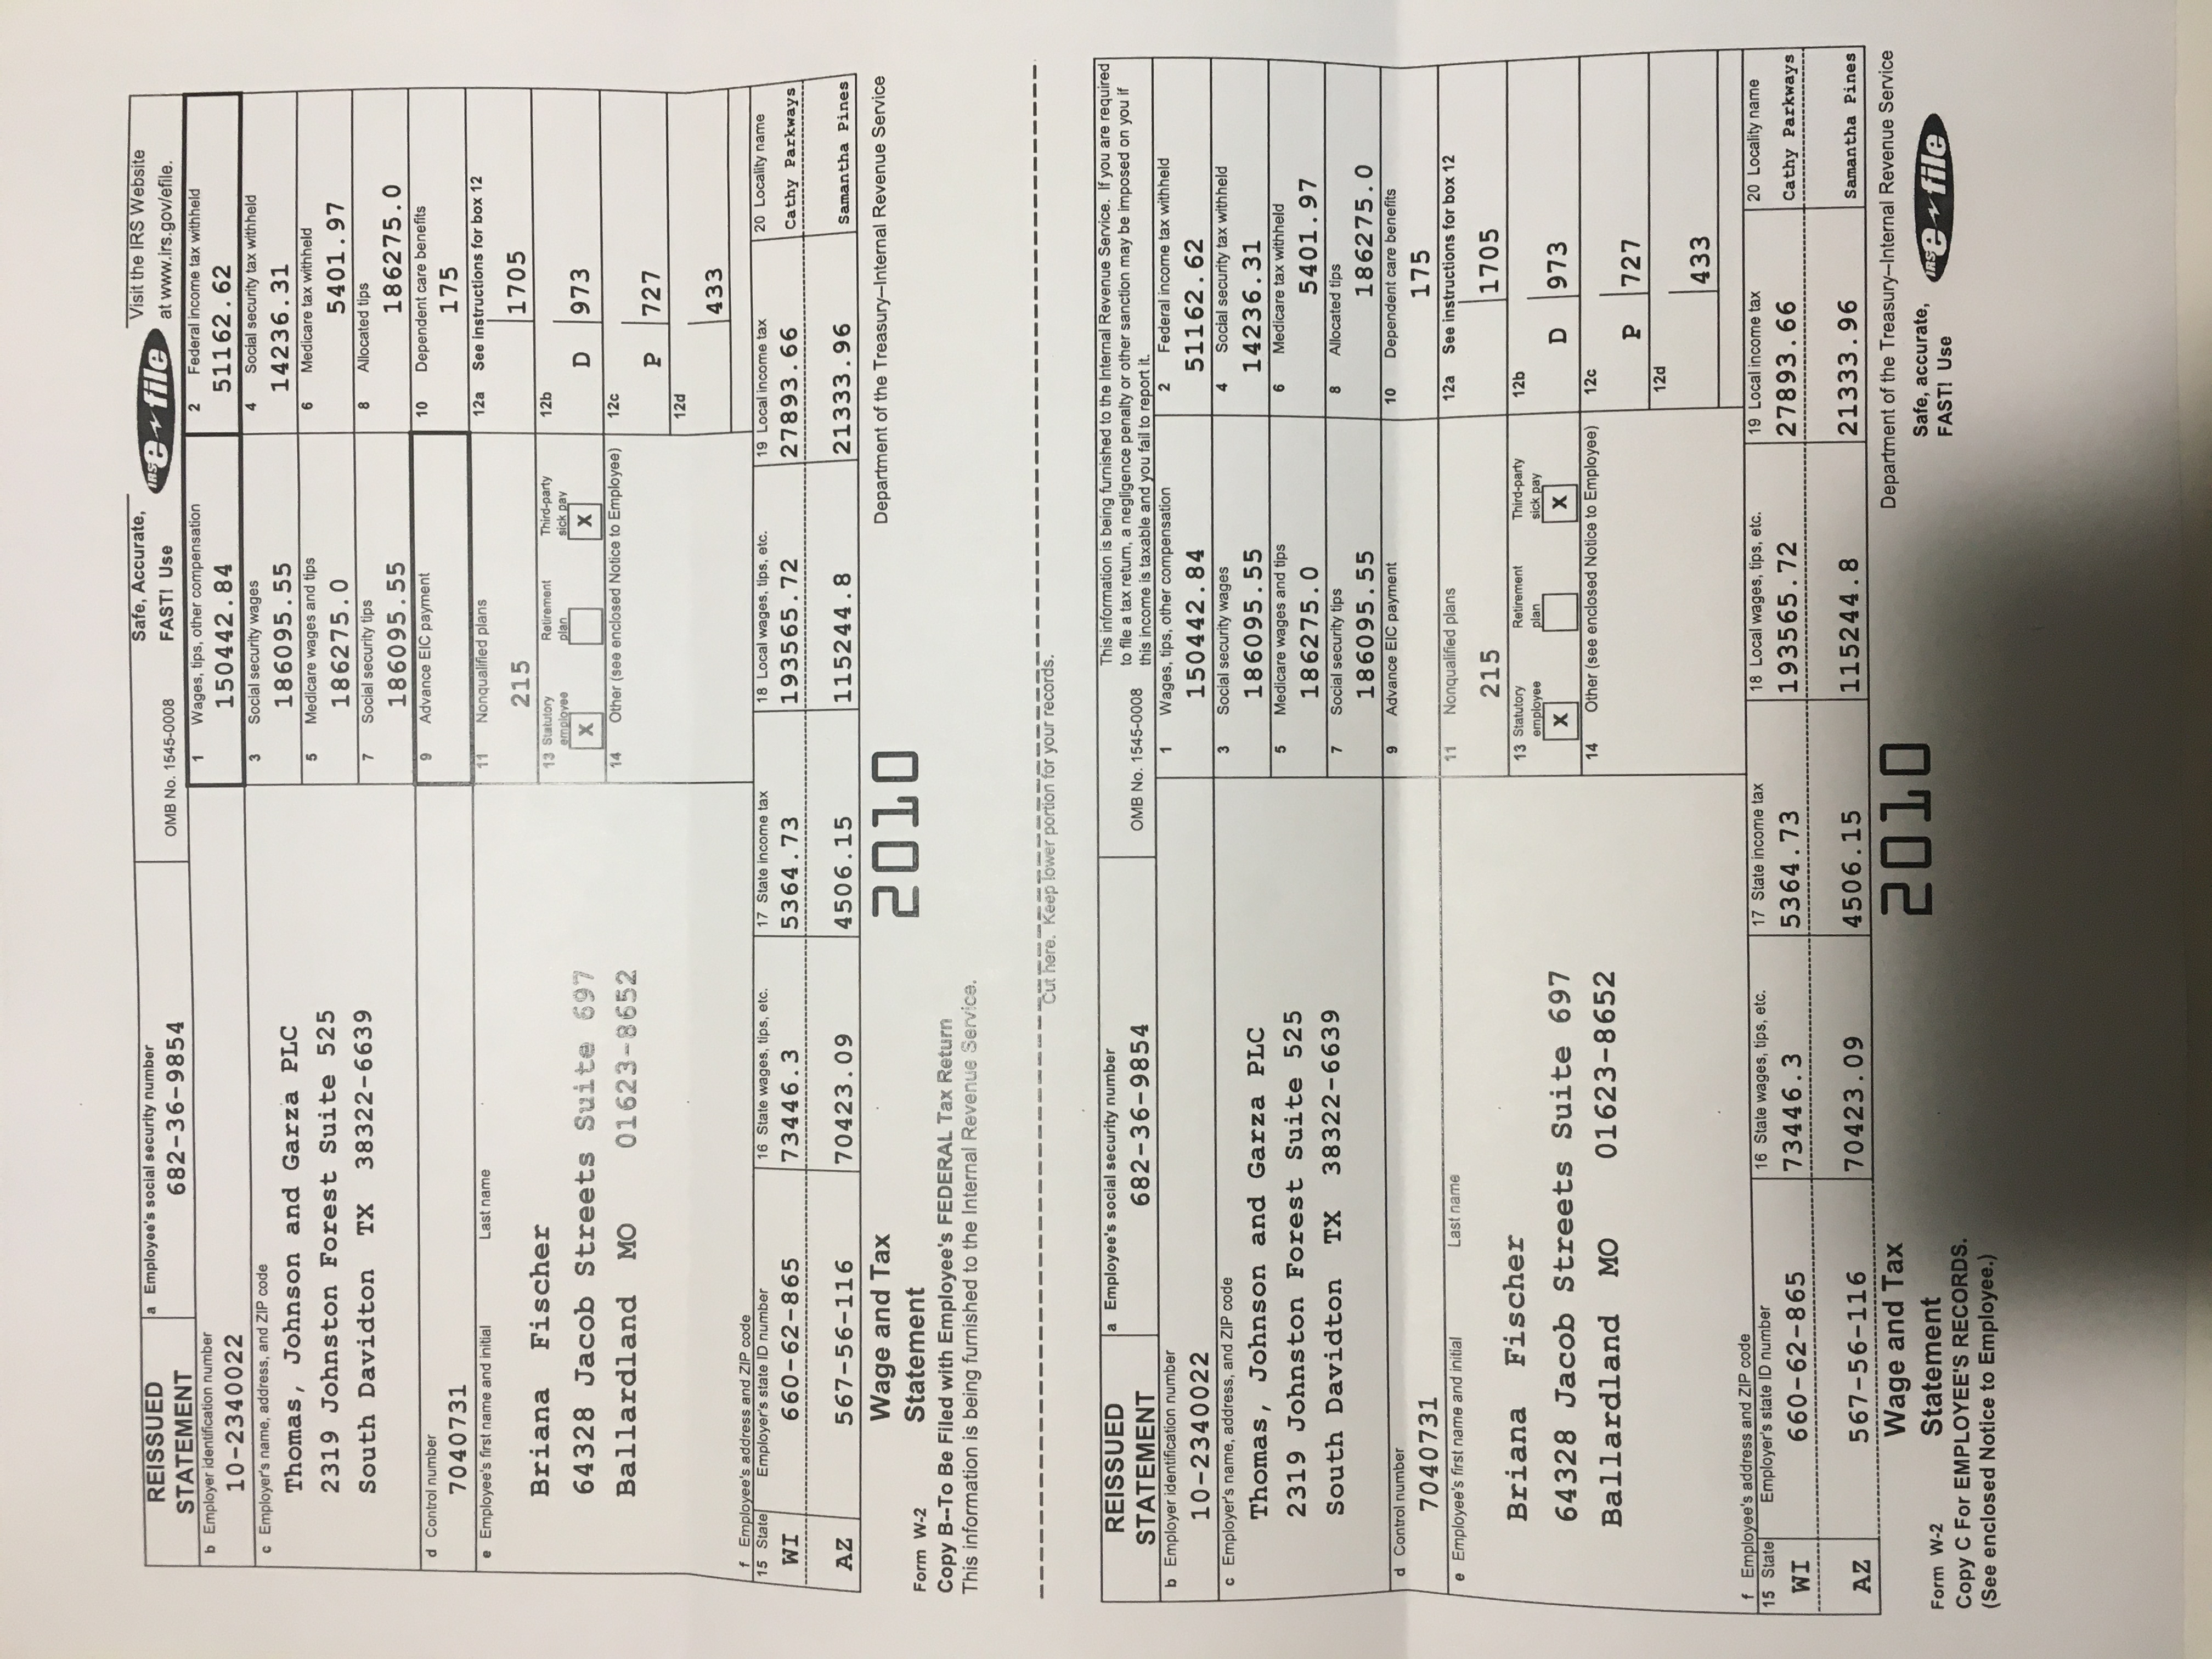 REISSUED STATEMENT
a Employee's social security number
682-36-9854
OMB No. 1545-0008
Safe, Accurate,
FAST! Use
IRS e-file
Visit the IRS Website
at www.irs.gov/efile.
b Employer identification number
10-2340022
1 Wages, tips, other compensation
150442.84
2 Federal income tax withheld
51162.62
c Employer's name, address, and ZIP code
Thomas, Johnson and Garza PLC
2319 Johnston Forest Suite 525
South Davidton TX 38322-6639
3 Social security wages
186095.55
4 Social security tax withheld
14236.31
5 Medicare wages and tips
186275.0
6 Medicare tax withheld
5401.97
7 Social security tips
186095.55
8 Allocated tips
186275.0
d Control number
7040731
9 Advance EIC payment
10 Dependent care benefits
175
e Employee's first name and initial Last name
Briana Fischer
64328 Jacob Streets Suite 697
Ballardland MO 01623-8652
11 Nonqualified plans
215
12a See instructions for box 12
1705
13 Statutory employee Retirement plan Third-party sick pay
X X
12b
D 973
14 Other (see enclosed Notice to Employee)
12c
P 727
12d
433
f Employee's address and ZIP code
15 State Employer's state ID number 16 State wages, tips, etc. 17 State income tax 18 Local wages, tips, etc. 19 Local income tax 20 Locality name
WI 660-62-865 73446.3 5364.73 193565.72 27893.66 Cathy Parkways
AZ 567-56-116 70423.09 4506.15 115244.8 21333.96 Samantha Pines
Form W-2 Wage and Tax Statement
2010
Department of the Treasury--Internal Revenue Service
Copy B--To Be Filed with Employee's FEDERAL Tax Return
This information is being furnished to the Internal Revenue Service.
Cut here. Keep lower portion for your records.
REISSUED STATEMENT
a Employee's social security number
682-36-9854
OMB No. 1545-0008
This information is being furnished to the Internal Revenue Service. If you are required
to file a tax return, a negligence penalty or other sanction may be imposed on you if
this income is taxable and you fail to report it.
b Employer identification number
10-2340022
1 Wages, tips, other compensation
150442.84
2 Federal income tax withheld
51162.62
c Employer's name, address, and ZIP code
Thomas, Johnson and Garza PLC
2319 Johnston Forest Suite 525
South Davidton TX 38322-6639
3 Social security wages
186095.55
4 Social security tax withheld
14236.31
5 Medicare wages and tips
186275.0
6 Medicare tax withheld
5401.97
7 Social security tips
186095.55
8 Allocated tips
186275.0
d Control number
7040731
9 Advance EIC payment
10 Dependent care benefits
175
e Employee's first name and initial Last name
Briana Fischer
64328 Jacob Streets Suite 697
Ballardland MO 01623-8652
11 Nonqualified plans
215
12a See instructions for box 12
1705
13 Statutory employee Retirement plan Third-party sick pay
X X
12b
D 973
14 Other (see enclosed Notice to Employee)
12c
P 727
12d
433
f Employee's address and ZIP code
15 State Employer's state ID number 16 State wages, tips, etc. 17 State income tax 18 Local wages, tips, etc. 19 Local income tax 20 Locality name
WI 660-62-865 73446.3 5364.73 193565.72 27893.66 Cathy Parkways
AZ 567-56-116 70423.09 4506.15 115244.8 21333.96 Samantha Pines
Form W-2 Wage and Tax Statement
2010
Department of the Treasury--Internal Revenue Service
Copy C For EMPLOYEE'S RECORDS.
(See enclosed Notice to Employee.)
Safe, accurate,
FAST! Use
IRS e-file